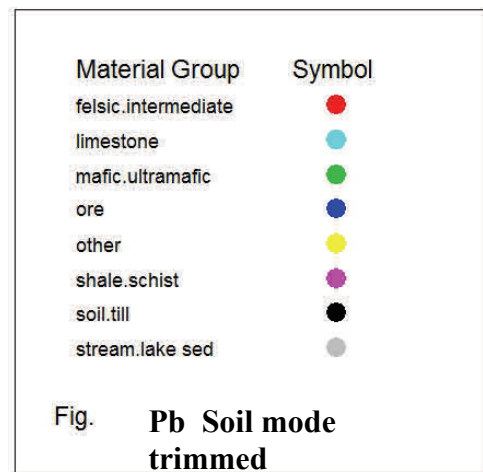 Material Group Symbol
felsic.intermediate
limestone
mafic.ultramafic
ore
other
shale.schist
soil.till
stream.lake sed
Fig. Pb Soil mode
trimmed